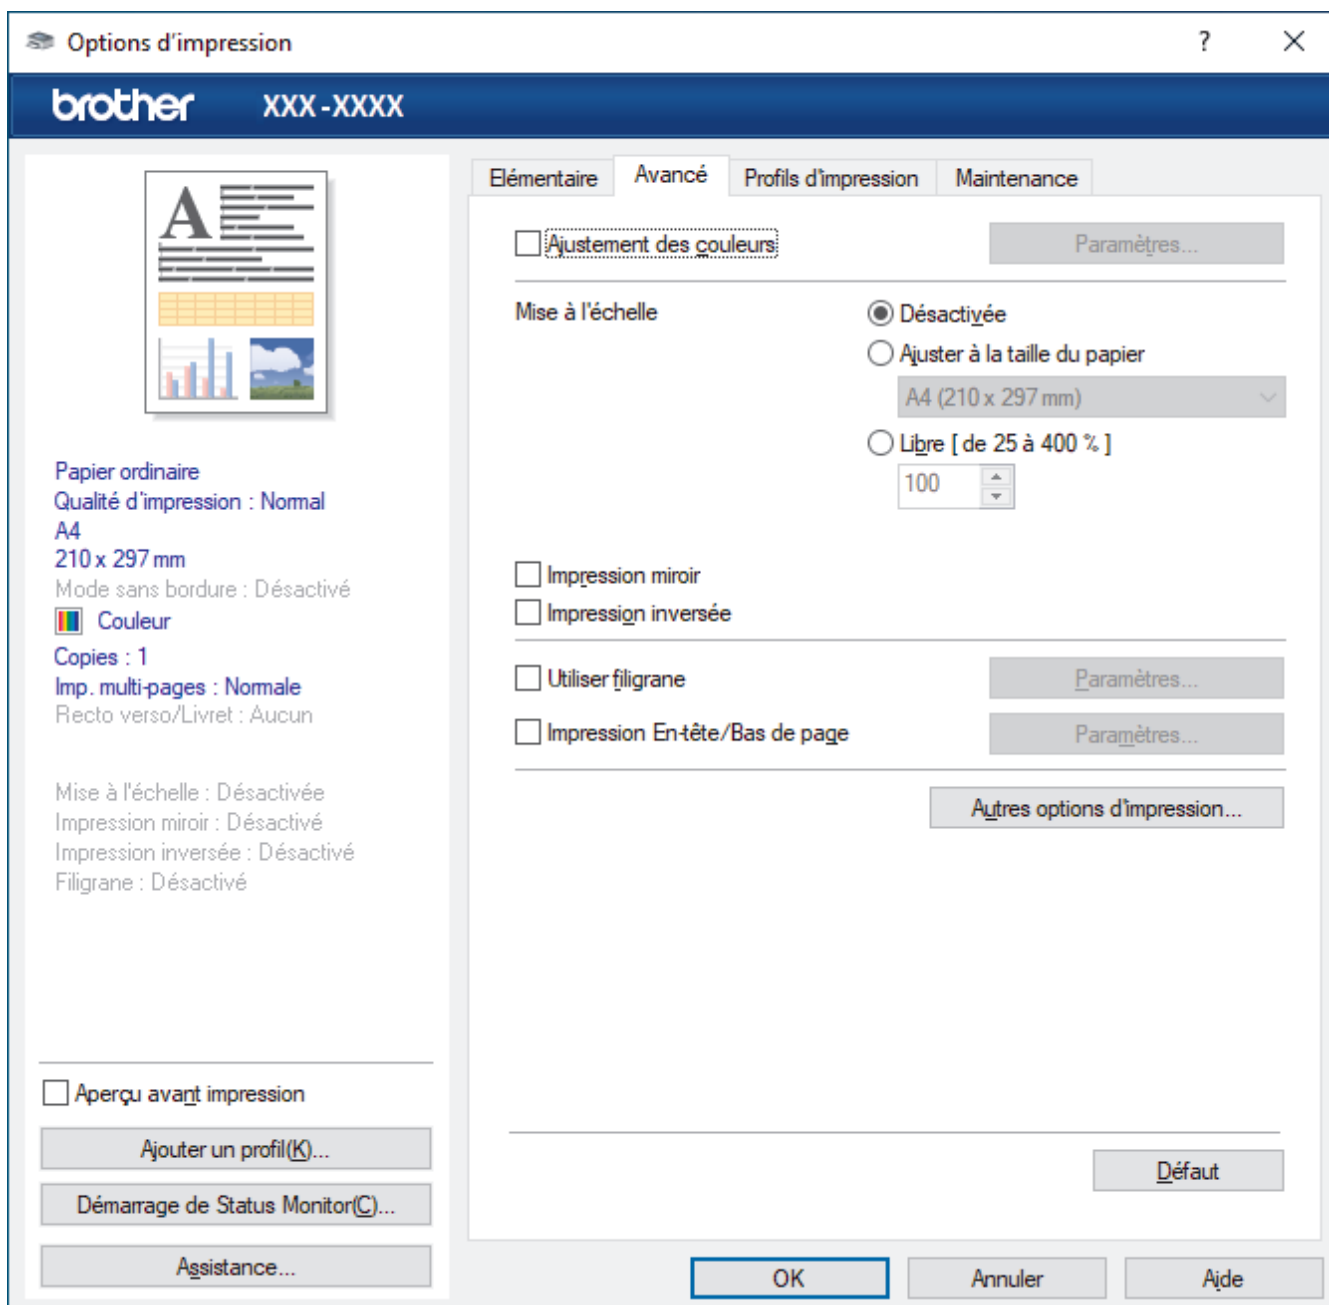 Options d'impression
?
brother XXX-XXXX
A
Papier ordinaire
Qualité d'impression : Normal
A4
210 x 297 mm
Mode sans bordure : Désactivé
Couleur
Copies : 1
Imp. multi-pages : Normale
Recto verso/Livret : Aucun
Mise à l'échelle : Désactivée
Impression miroir : Désactivé
Impression inversée : Désactivé
Filigrane : Désactivé
Aperçu avant impression
Ajouter un profil(K)...
Démarrage de Status Monitor(C)...
Assistance...
Elémentaire Avancé Profils d'impression Maintenance
Ajustement des couleurs Paramètres...
Mise à l'échelle Désactivée
Ajuster à la taille du papier
A4 (210 x 297 mm)
Libre [ de 25 à 400 % ]
100
Impression miroir
Impression inversée
Utiliser filigrane Paramètres...
Impression En-tête/Bas de page Paramètres...
Autres options d'impression...
Défaut
OK Annuler Aide